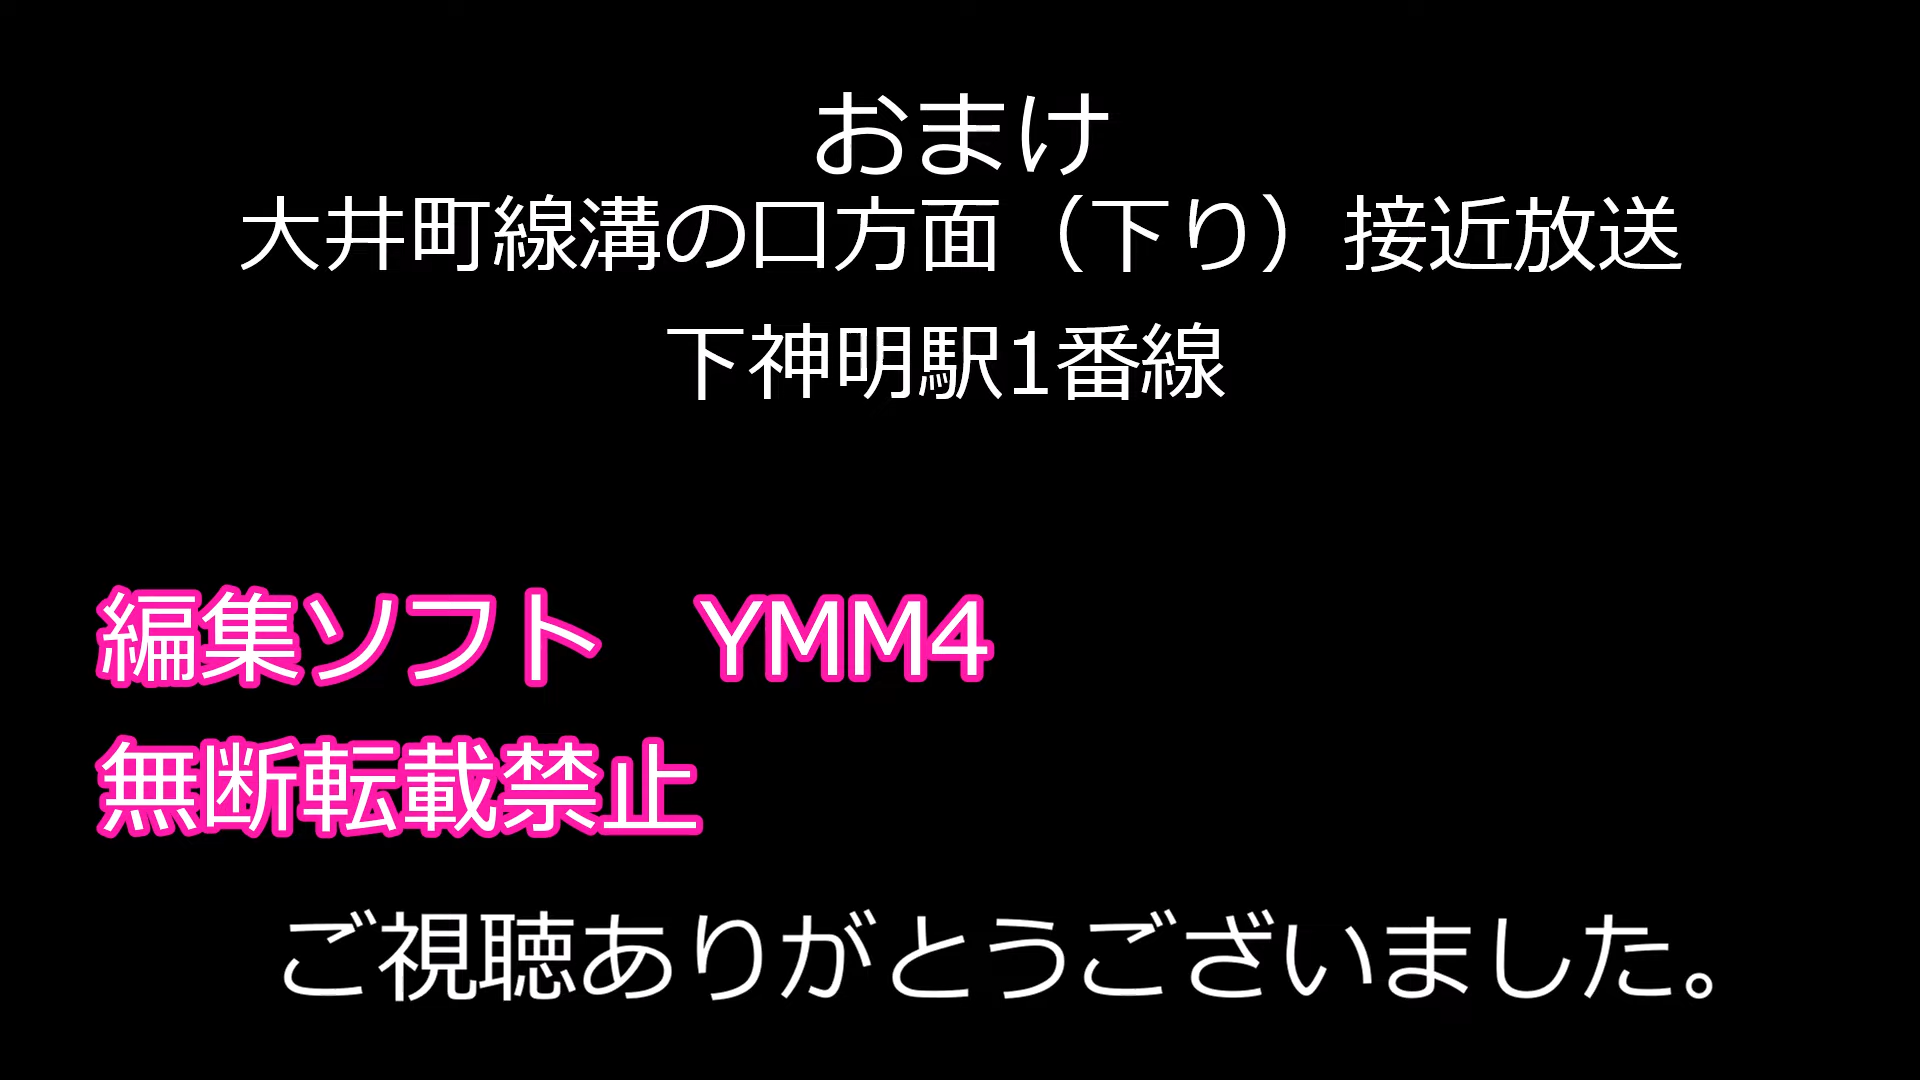 おまけ
大井町線溝の口方面（下り）接近放送
下神明駅1番線
編集ソフト　YMM4
無断転載禁止
ご視聴ありがとうございました。